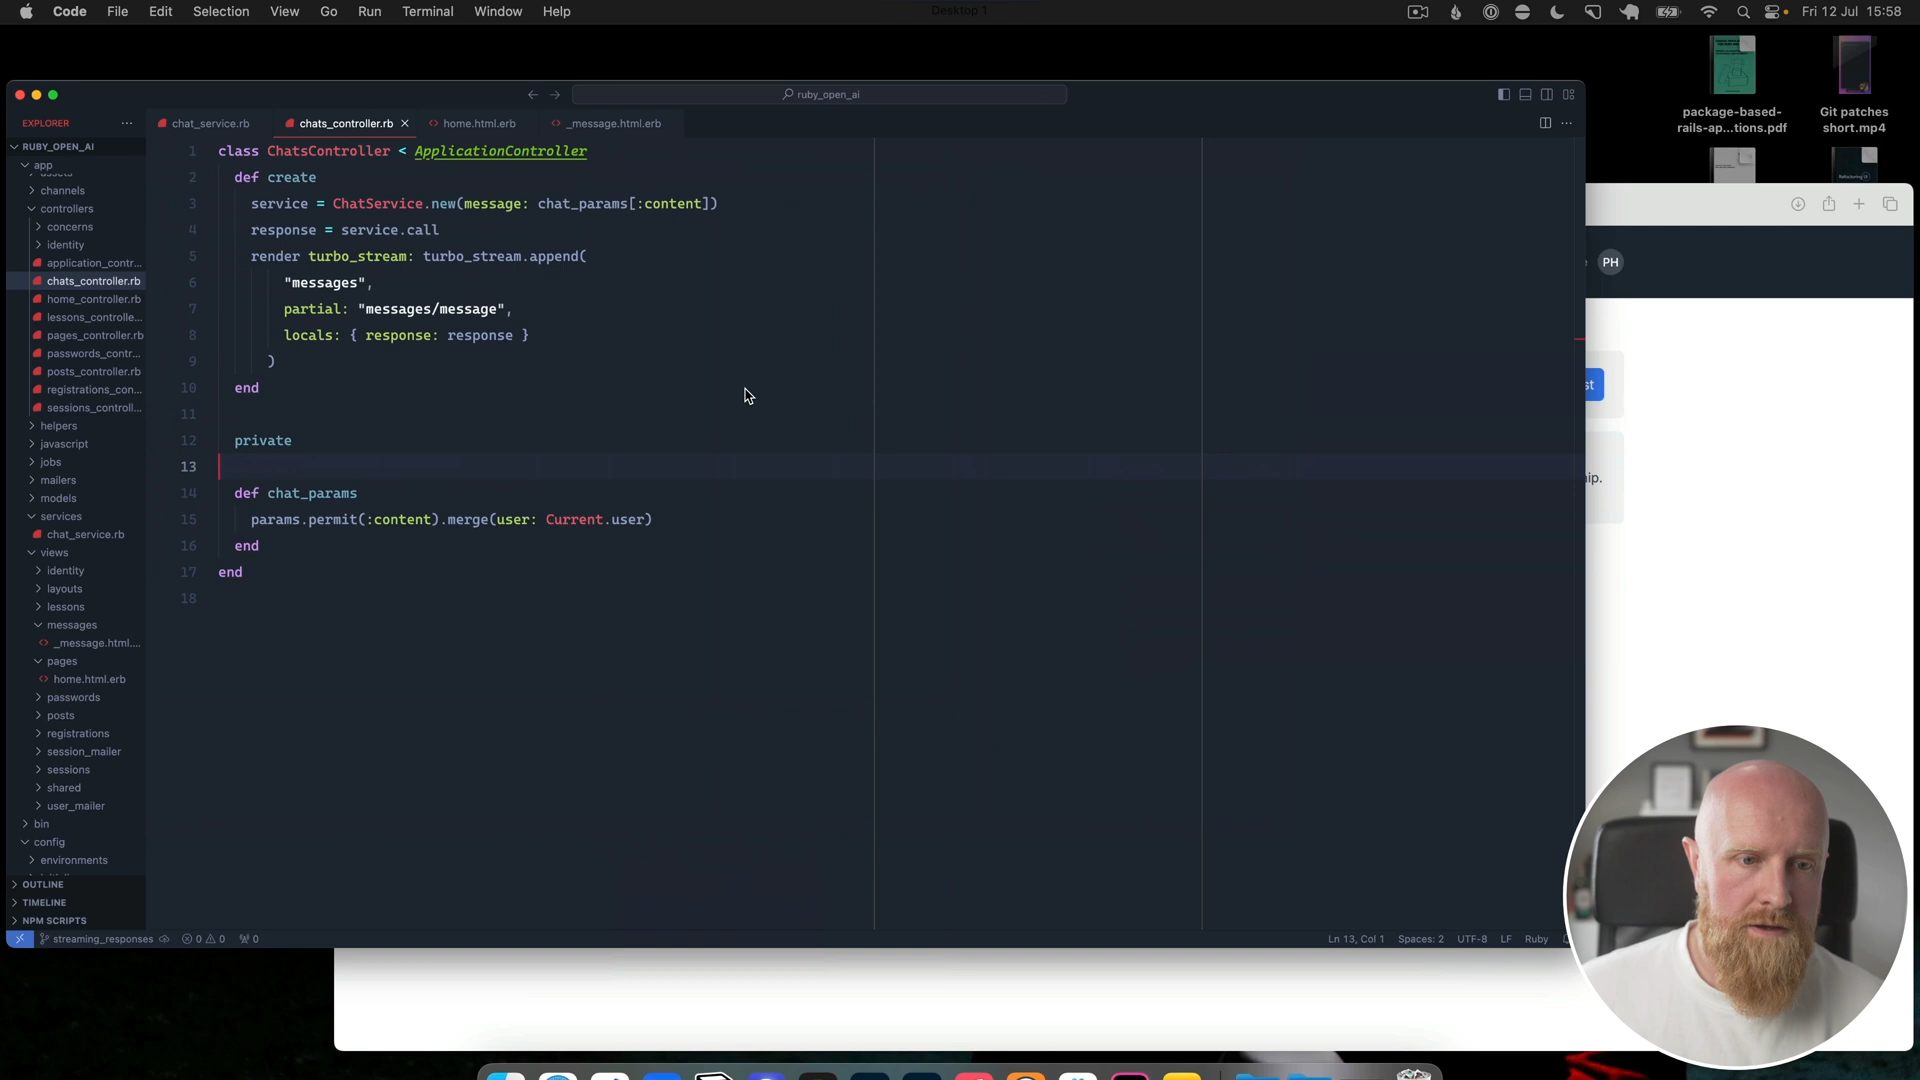 Code File Edit Selection View Go Run Terminal Window Help
Desktop 1
Fri 12 Jul 15:58
package-based-
rails-ap...tions.pdf
Git patches
short.mp4
ruby_open_ai
EXPLORER
chat_service.rb
chats_controller.rb
home.html.erb
_message.html.erb
RUBY_OPEN_AI
app
assets
channels
controllers
concerns
identity
application_contr...
chats_controller.rb
home_controller.rb
lessons_controlle...
pages_controller.rb
passwords_contr...
posts_controller.rb
registrations_con...
sessions_controll...
helpers
javascript
jobs
mailers
models
services
chat_service.rb
views
identity
layouts
lessons
messages
_message.html....
pages
home.html.erb
passwords
posts
registrations
session_mailer
sessions
shared
user_mailer
bin
config
environments
OUTLINE
TIMELINE
NPM SCRIPTS
1 class ChatsController < ApplicationController
2 def create
3 service = ChatService.new(message: chat_params[:content])
4 response = service.call
5 render turbo_stream: turbo_stream.append(
6 "messages",
7 partial: "messages/message",
8 locals: { response: response }
9 )
10 end
11
12 private
13
14 def chat_params
15 params.permit(:content).merge(user: Current.user)
16 end
17 end
18
PH
st
ip.
streaming_responses
0 0
0
Ln 13, Col 1
Spaces: 2
UTF-8
LF
Ruby